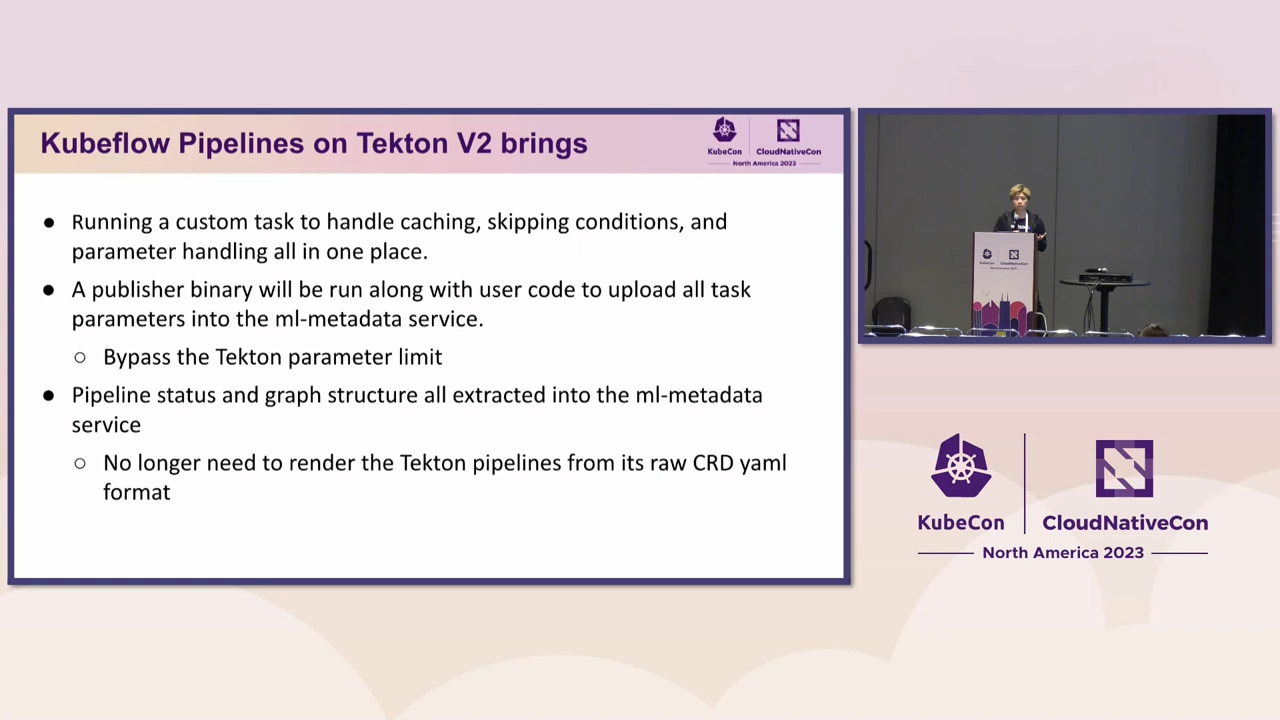 Kubeflow Pipelines on Tekton V2 brings
KubeCon
CloudNativeCon
North America 2023
● Running a custom task to handle caching, skipping conditions, and
parameter handling all in one place.
● A publisher binary will be run along with user code to upload all task
parameters into the ml-metadata service.
○ Bypass the Tekton parameter limit
● Pipeline status and graph structure all extracted into the ml-metadata
service
○ No longer need to render the Tekton pipelines from its raw CRD yaml
format
KubeCon
CloudNativeCon
North America 2023